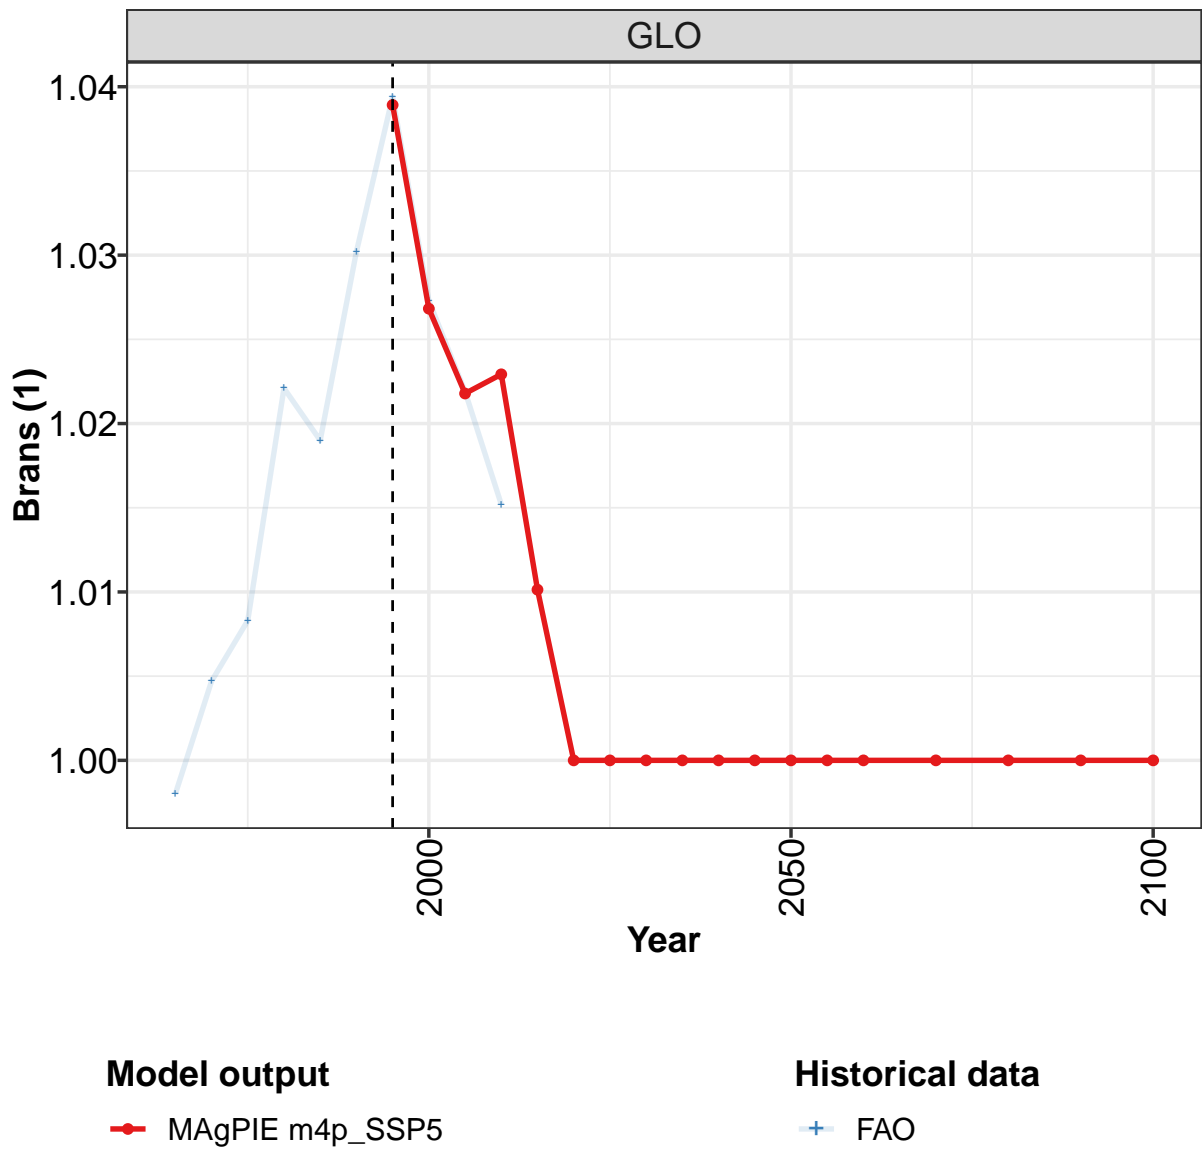 GLO
1.04
1.03
1.02
1.01
1.00
Brans (1)
2000
2050
2100
Year
Model output
Historical data
MAgPIE m4p_SSP5
FAO